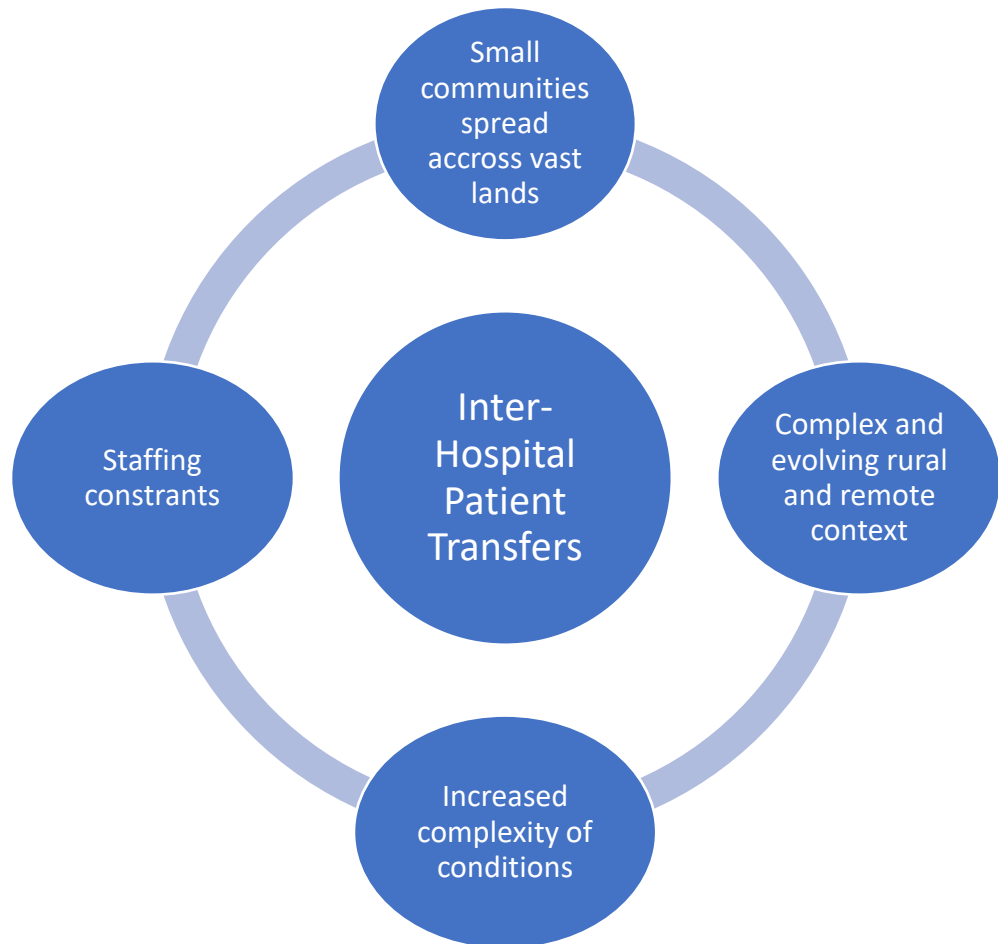 Small
communities
spread
accross vast
lands
Staffing
constrants
Inter-
Hospital
Patient
Transfers
Complex and
evolving rural
and remote
context
Increased
complexity of
conditions